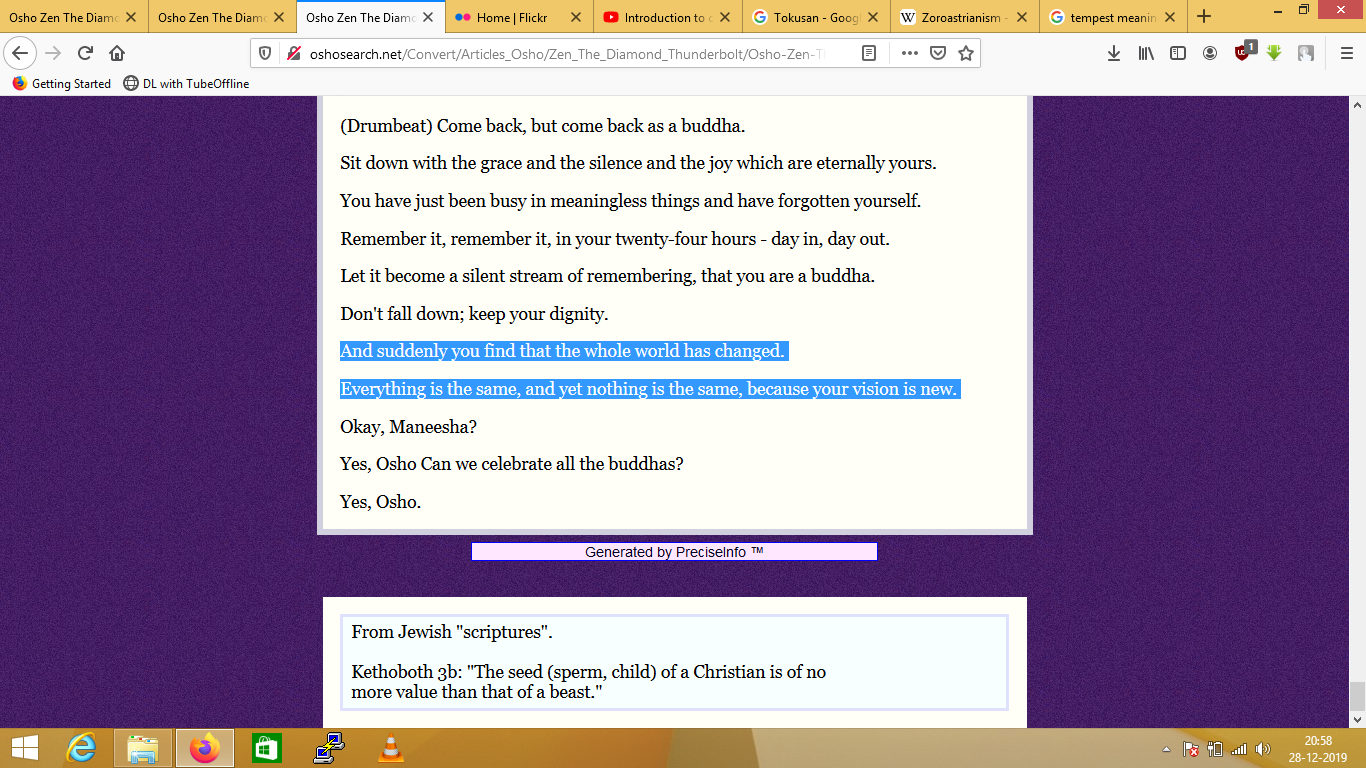 Osho Zen The Diamo
Osho Zen The Diamo
Osho Zen The Diamo
Home | Flickr
Introduction to c
Tokusan - Goog
Zoroastrianism -
tempest meanin
oshosearch.net/Convert/Articles_Osho/Zen_The_Diamond_Thunderbolt/Osho-Zen-T
1
Getting Started
DL with TubeOffline
(Drumbeat) Come back, but come back as a buddha.
Sit down with the grace and the silence and the joy which are eternally yours.
You have just been busy in meaningless things and have forgotten yourself.
Remember it, remember it, in your twenty-four hours - day in, day out.
Let it become a silent stream of remembering, that you are a buddha.
Don't fall down; keep your dignity.
And suddenly you find that the whole world has changed.
Everything is the same, and yet nothing is the same, because your vision is new.
Okay, Maneesha?
Yes, Osho Can we celebrate all the buddhas?
Yes, Osho.
Generated by PreciseInfo ™
From Jewish "scriptures".
Kethoboth 3b: "The seed (sperm, child) of a Christian is of no
more value than that of a beast."
20:58
28-12-2019